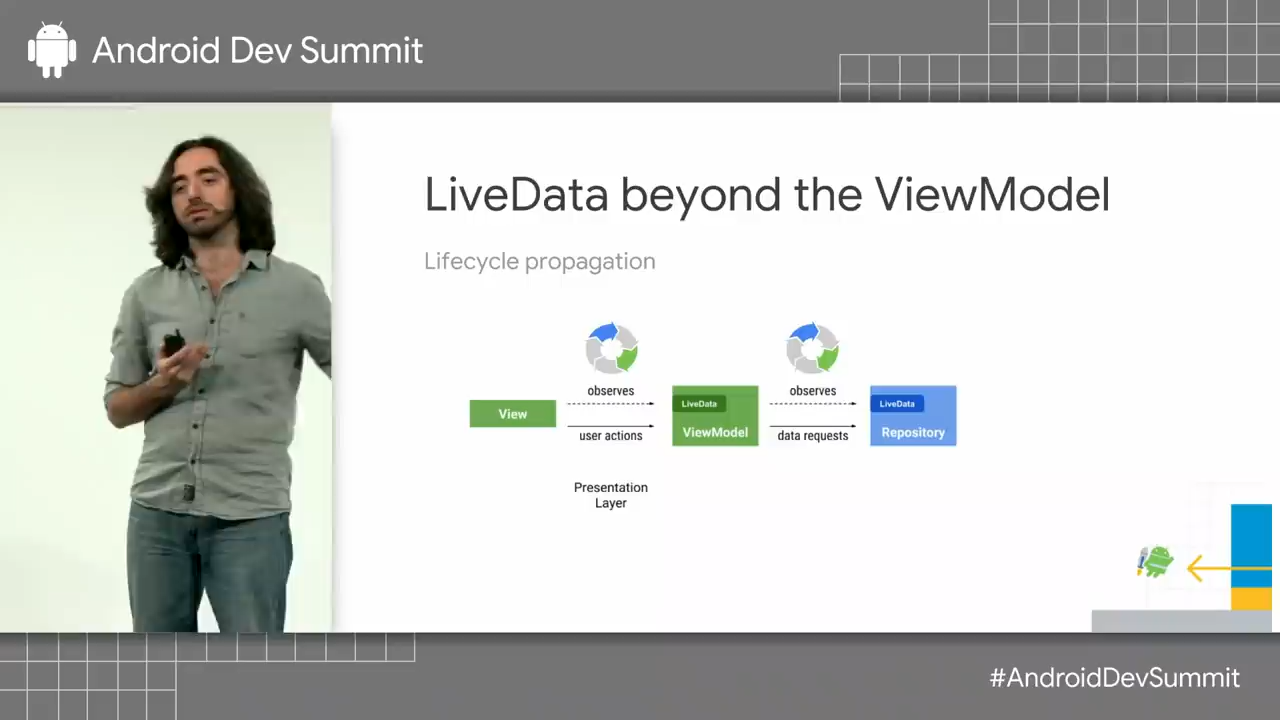 Android Dev Summit
LiveData beyond the ViewModel
Lifecycle propagation
observes
observes
View
LiveData
ViewModel
LiveData
Repository
user actions
data requests
Presentation
Layer
#AndroidDevSummit